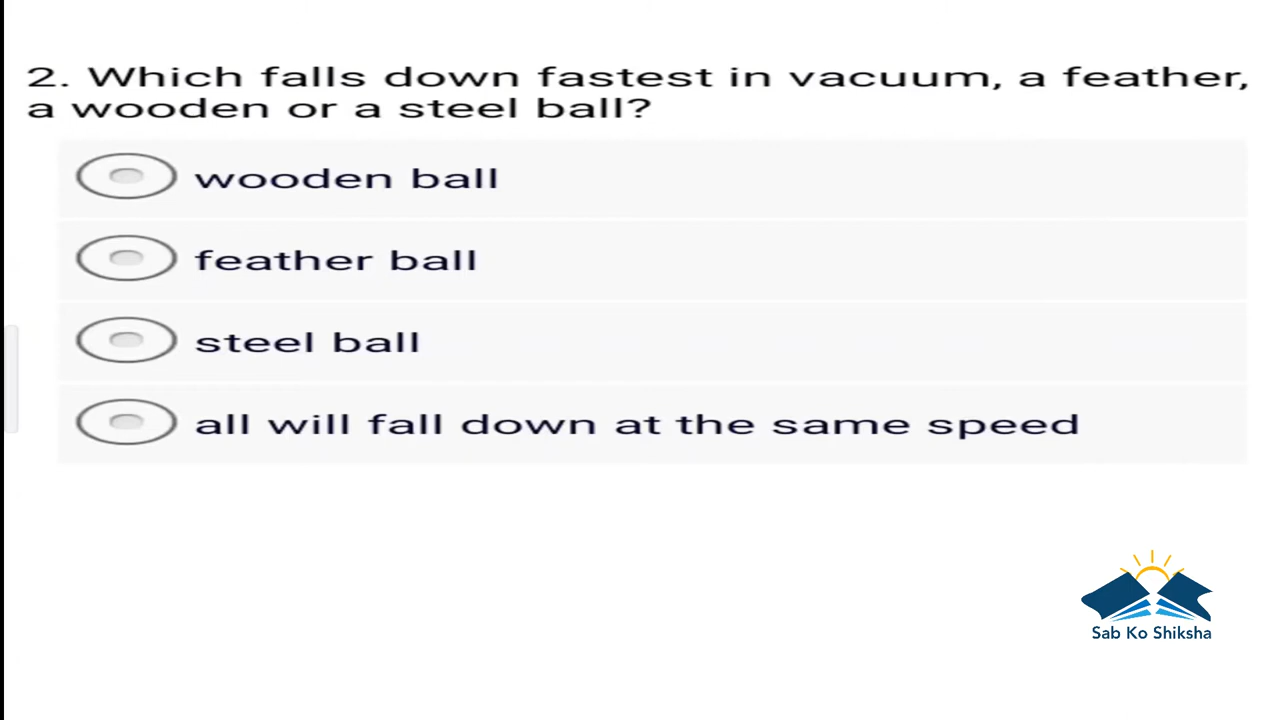 2. Which falls down fastest in vacuum, a feather,
a wooden or a steel ball?
wooden ball
feather ball
steel ball
all will fall down at the same speed
Sab Ko Shiksha